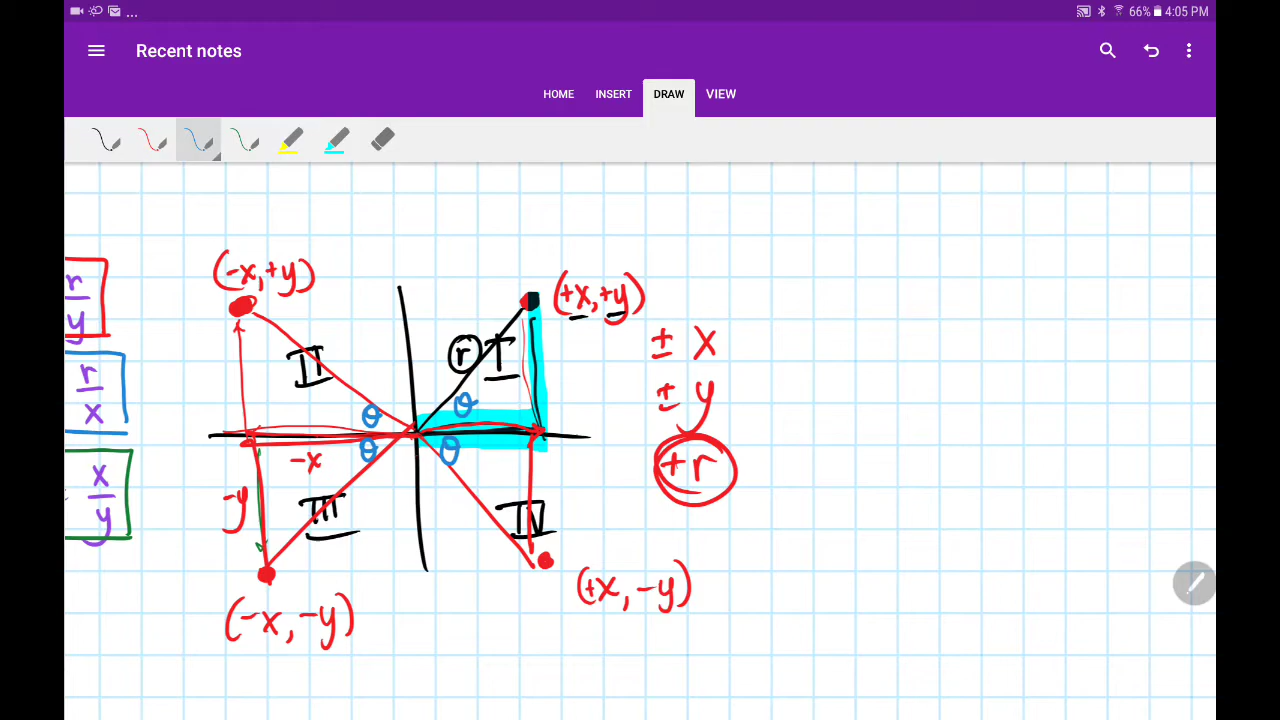 66% 4:05 PM
Recent notes
HOME INSERT DRAW VIEW
r/y
r/x
x/y
(-x,+y)
(+x,+y)
II
r I
± x
θ θ
± y
θ θ
-x
+r
-y
III
IV
(+x,-y)
(-x,-y)